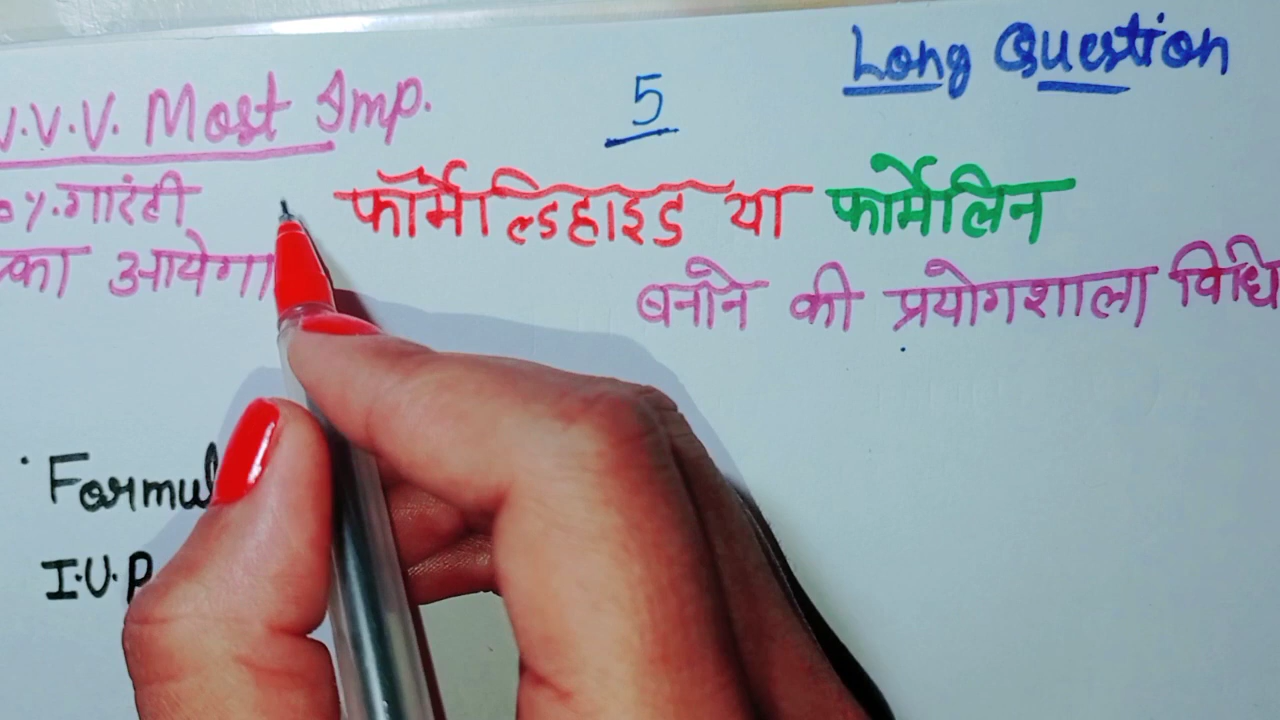 Long Question
V.V.V. Most Imp.
5
%.गारंटी
फॉर्मेल्डिहाइड या फार्मेलिन
आयेगा
बनाने की प्रयोगशाला विधि
Formul
I.U.P